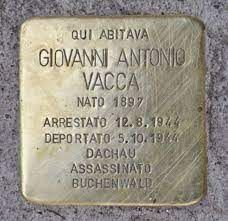 QUI ABITAVA
GIOVANNI ANTONIO
VACCA
NATO 1897
ARRESTATO 12.8.1944
DEPORTATO 5.10.1944
DACHAU
ASSASSINATO
BUCHENWALD